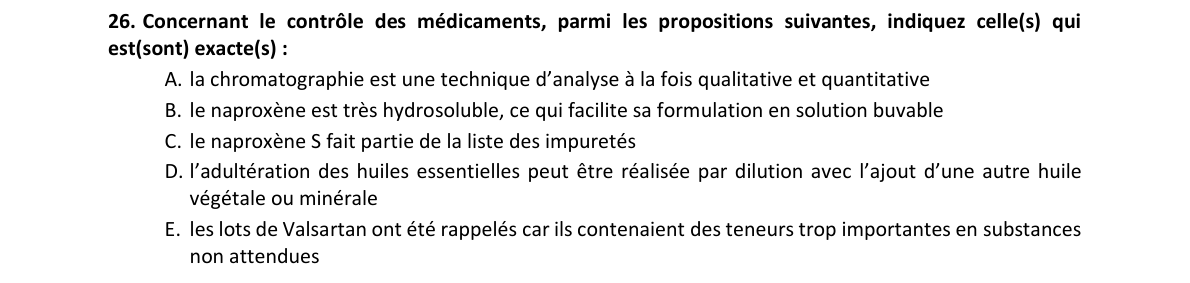 26. Concernant le contrôle des médicaments, parmi les propositions suivantes, indiquez celle(s) qui
est(sont) exacte(s) :
A. la chromatographie est une technique d’analyse à la fois qualitative et quantitative
B. le naproxène est très hydrosoluble, ce qui facilite sa formulation en solution buvable
C. le naproxène S fait partie de la liste des impuretés
D. l’adultération des huiles essentielles peut être réalisée par dilution avec l’ajout d’une autre huile
végétale ou minérale
E. les lots de Valsartan ont été rappelés car ils contenaient des teneurs trop importantes en substances
non attendues